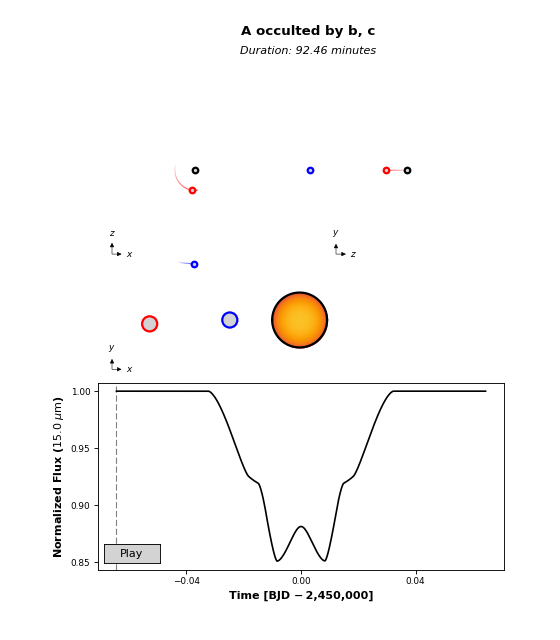 A occulted by b, c
Duration: 92.46 minutes
z
x
y
z
y
x
1.00
0.95
0.90
0.85
Normalized Flux (15.0 μm)
Play
−0.04
0.00
0.04
Time [BJD − 2,450,000]